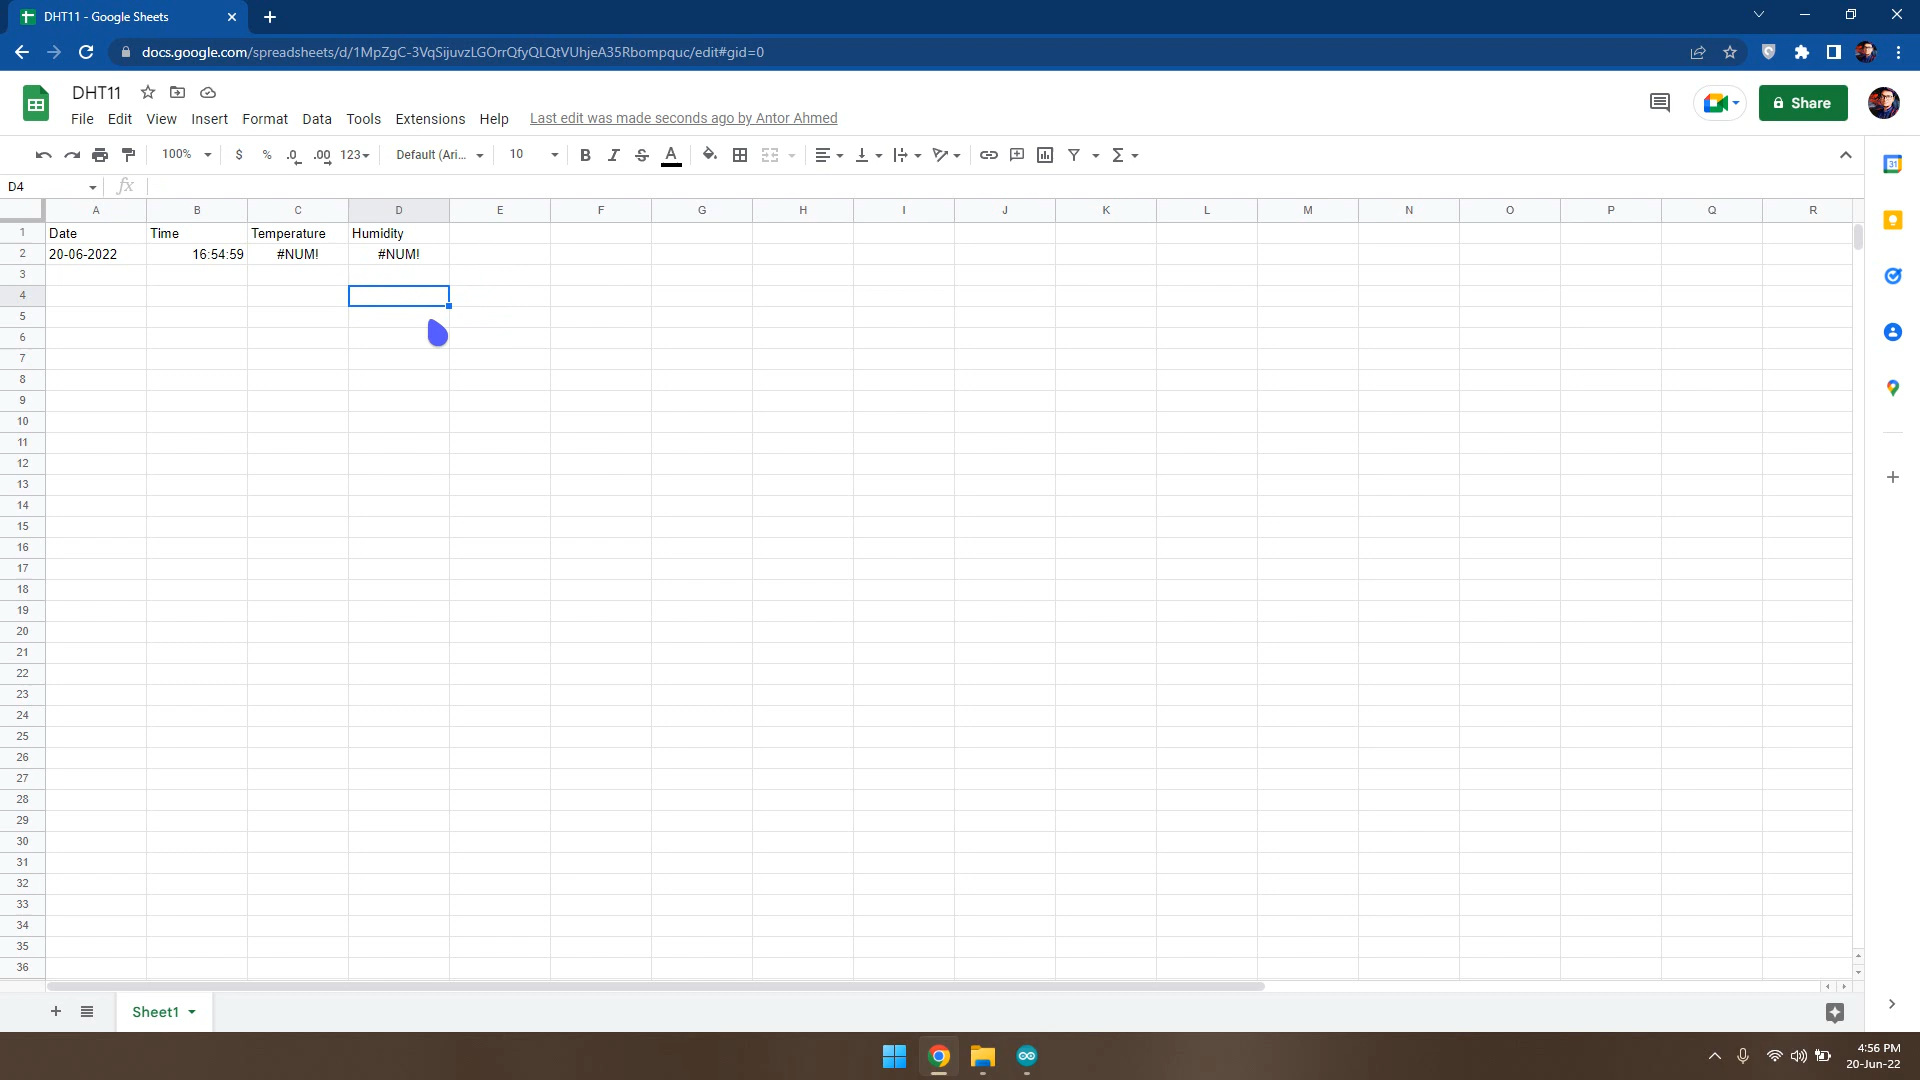 DHT11 - Google Sheets
docs.google.com/spreadsheets/d/1MpZgC-3VqSijuvzLGOrrQfyQLQtVUhjeA35Rbompquc/edit#gid=0
DHT11
Share
File Edit View Insert Format Data Tools Extensions Help Last edit was made seconds ago by Antor Ahmed
100% $ % .0 .00 123 Default (Ari... 10 B I S A
D4 fx
A B C D E F G H I J K L M N O P Q R
1 Date Time Temperature Humidity
2 20-06-2022 16:54:59 #NUM! #NUM!
3
4
5
6
7
8
9
10
11
12
13
14
15
16
17
18
19
20
21
22
23
24
25
26
27
28
29
30
31
32
33
34
35
36
Sheet1
4:56 PM
20-Jun-22